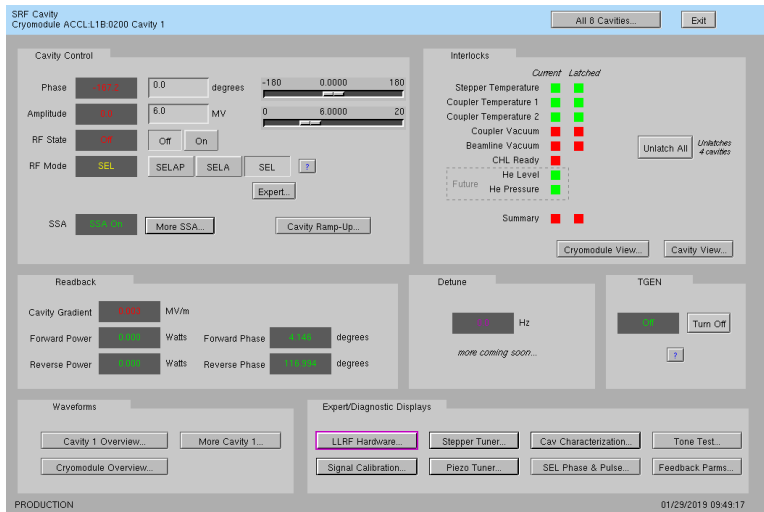 SRF Cavity
Cryomodule ACCL:L1B:0200 Cavity 1
All 8 Cavities...
Exit
Cavity Control
Phase
0.0
degrees
-180 0.0000 180
Amplitude
6.0
MV
0 6.0000 20
RF State
Off
Off
On
RF Mode
SEL
SELAP
SELA
SEL
?
Expert...
SSA
SSA On
More SSA...
Cavity Ramp-Up...
Interlocks
Current Latched
Stepper Temperature
Coupler Temperature 1
Coupler Temperature 2
Coupler Vacuum
Beamline Vacuum
CHL Ready
Future
He Level
He Pressure
Summary
Unlatch All
Unlatches
4 cavities
Cryomodule View...
Cavity View...
Readback
Cavity Gradient
MV/m
Forward Power
0.000
Watts
Forward Phase
4.146
degrees
Reverse Power
0.000
Watts
Reverse Phase
116.994
degrees
Detune
Hz
more coming soon...
TGEN
Off
Turn Off
?
Waveforms
Cavity 1 Overview...
More Cavity 1...
Cryomodule Overview...
Expert/Diagnostic Displays
LLRF Hardware...
Stepper Tuner...
Cav Characterization...
Tone Test...
Signal Calibration...
Piezo Tuner...
SEL Phase & Pulse...
Feedback Parms...
PRODUCTION
01/29/2019 09:49:17